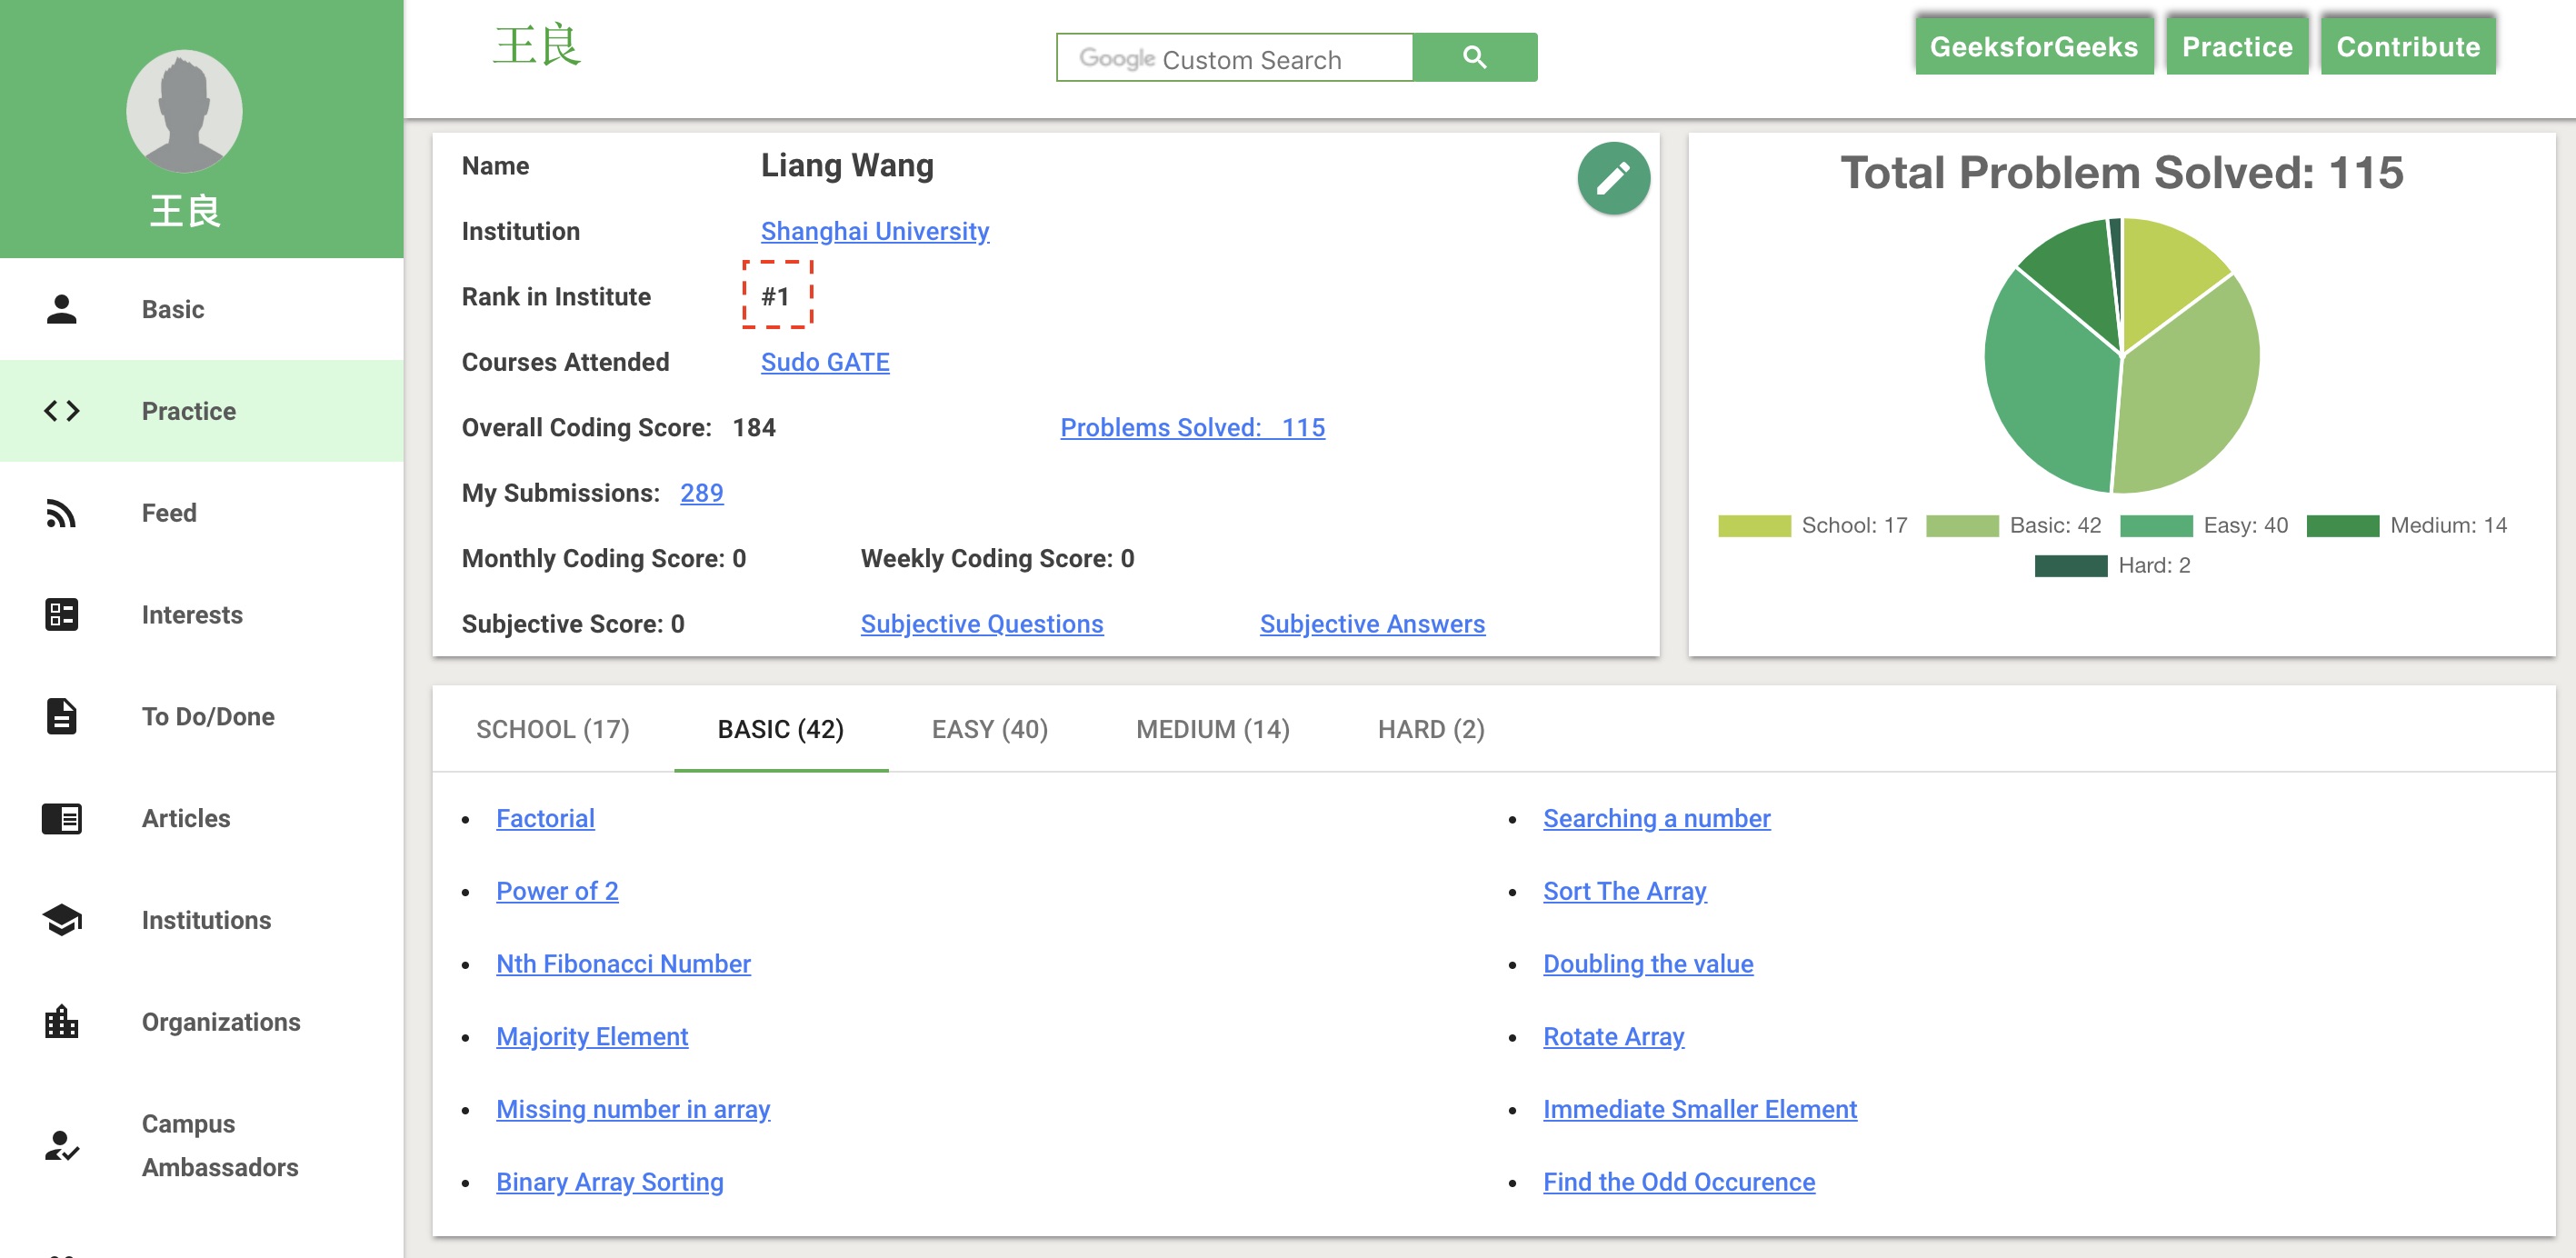 王良
Basic
Practice
Feed
Interests
To Do/Done
Articles
Institutions
Organizations
Campus
Ambassadors
王良
Google Custom Search
GeeksforGeeks Practice Contribute
Name Liang Wang
Institution Shanghai University
Rank in Institute #1
Courses Attended Sudo GATE
Overall Coding Score: 184 Problems Solved: 115
My Submissions: 289
Monthly Coding Score: 0 Weekly Coding Score: 0
Subjective Score: 0 Subjective Questions Subjective Answers
Total Problem Solved: 115
School: 17 Basic: 42 Easy: 40 Medium: 14
Hard: 2
SCHOOL (17) BASIC (42) EASY (40) MEDIUM (14) HARD (2)
Factorial Searching a number
Power of 2 Sort The Array
Nth Fibonacci Number Doubling the value
Majority Element Rotate Array
Missing number in array Immediate Smaller Element
Binary Array Sorting Find the Odd Occurence